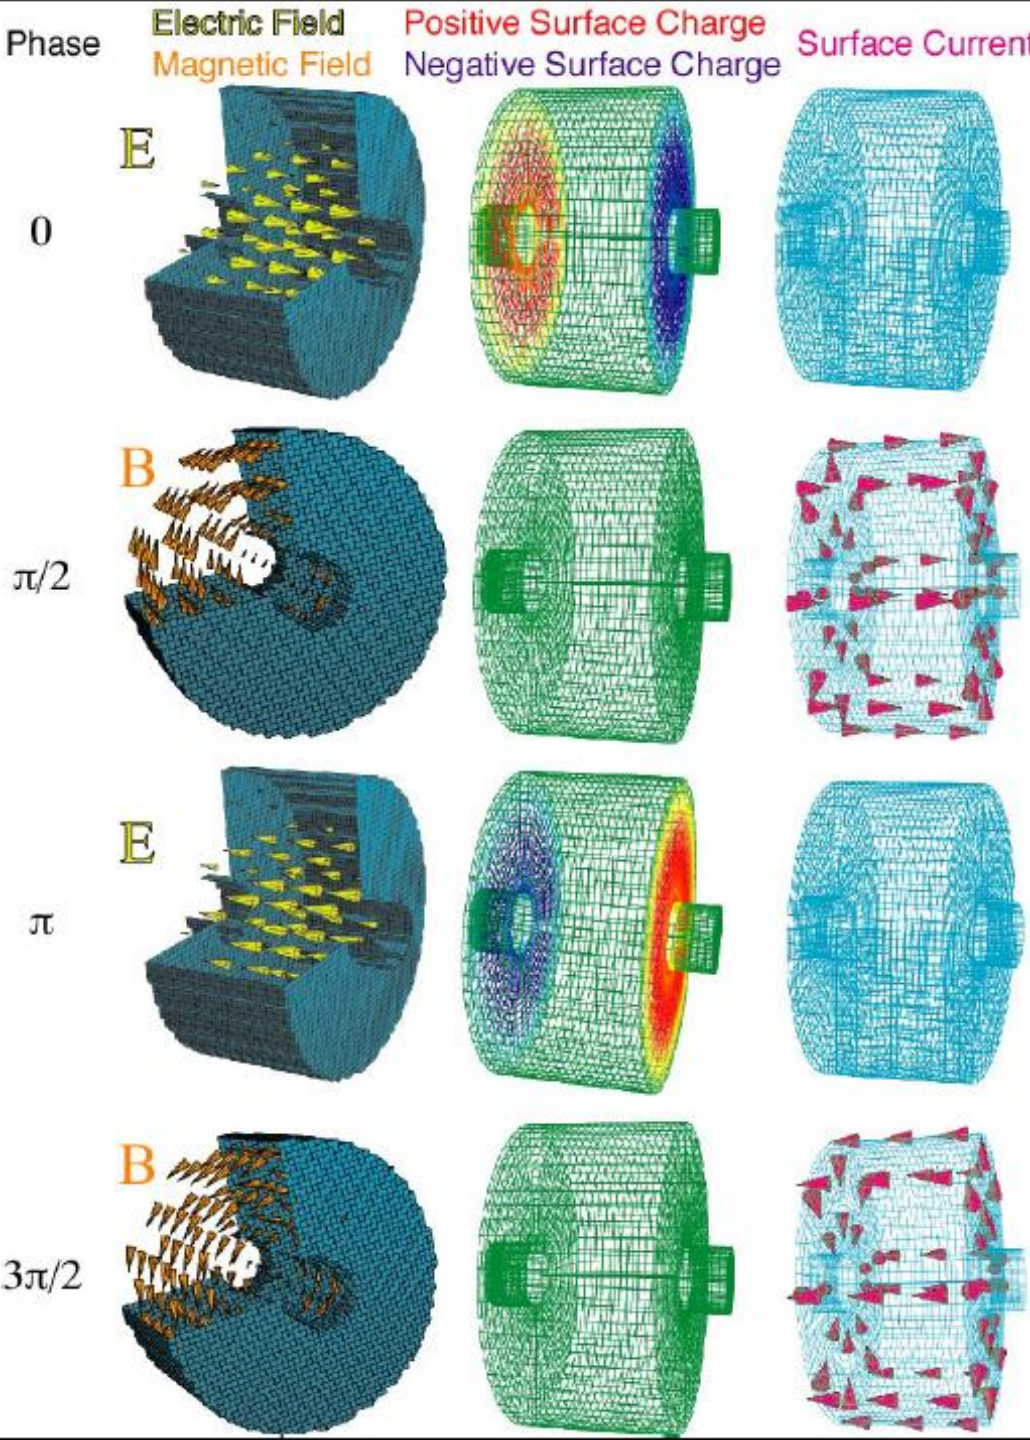 Phase
Electric Field
Magnetic Field
Positive Surface Charge
Negative Surface Charge
Surface Current
E
0
B
π/2
E
π
B
3π/2